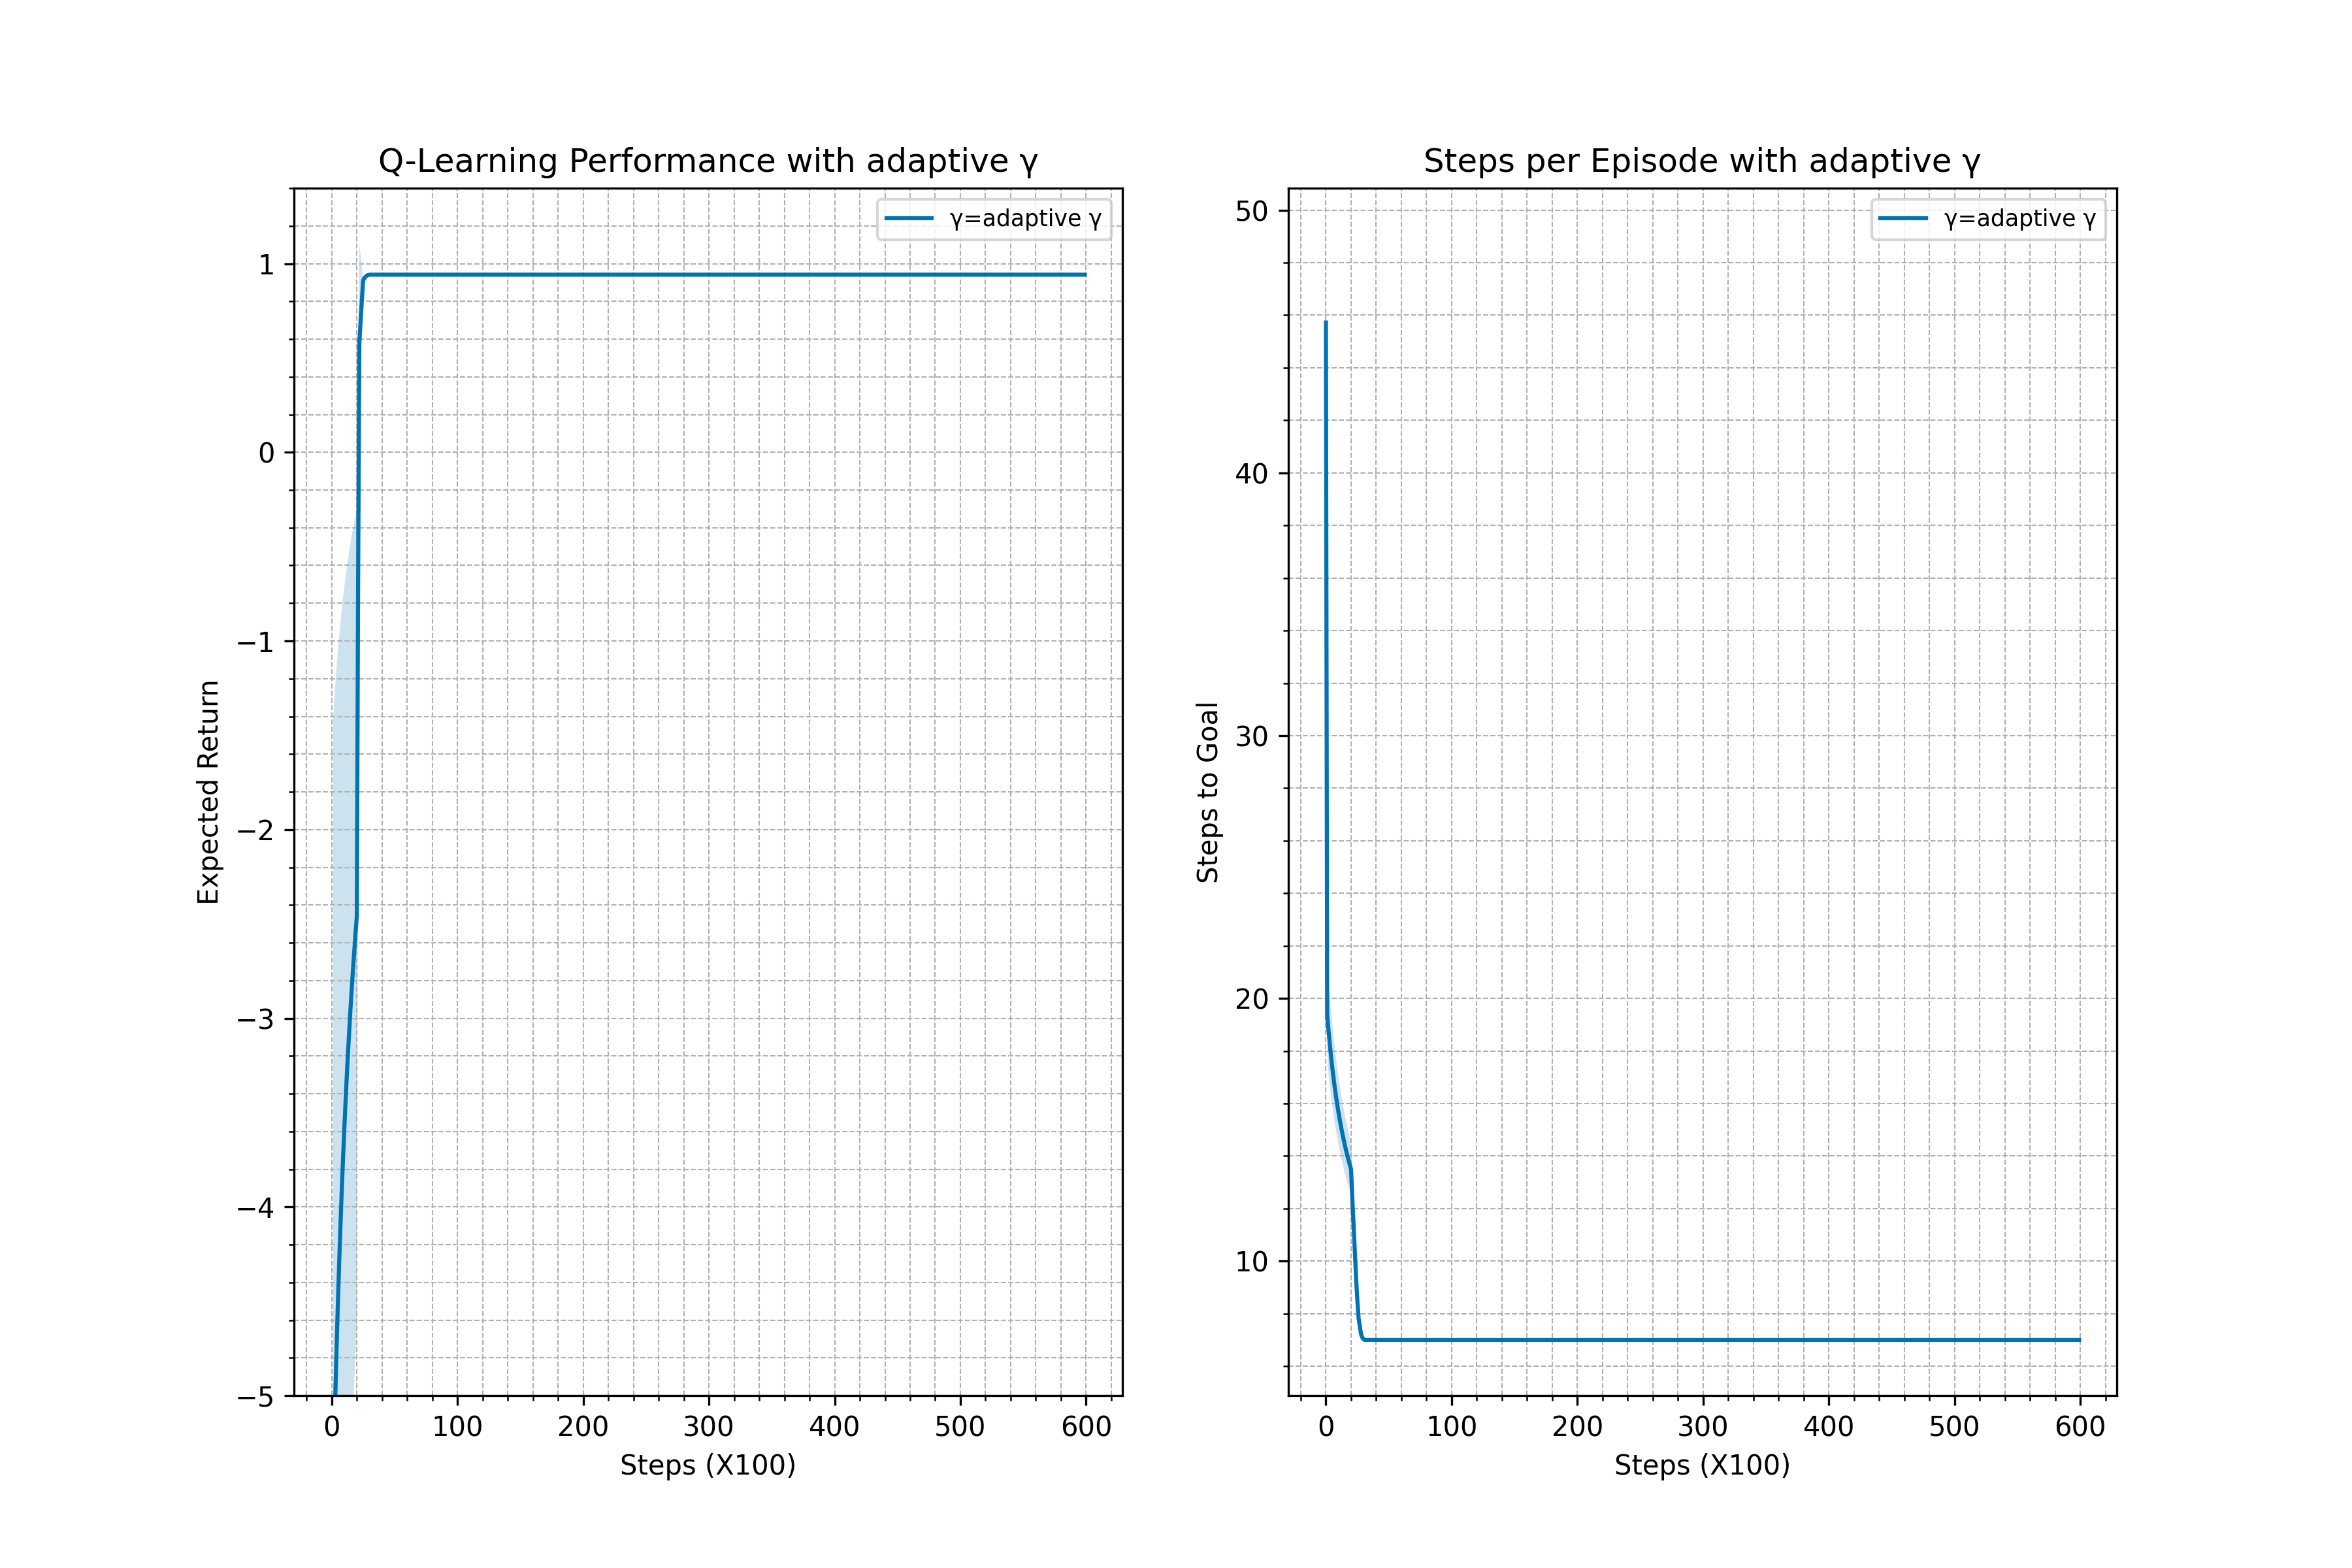 Q-Learning Performance with adaptive γ
γ=adaptive γ
1
0
−1
−2
−3
−4
−5
Expected Return
0 100 200 300 400 500 600
Steps (X100)
Steps per Episode with adaptive γ
γ=adaptive γ
50
40
30
20
10
Steps to Goal
0 100 200 300 400 500 600
Steps (X100)